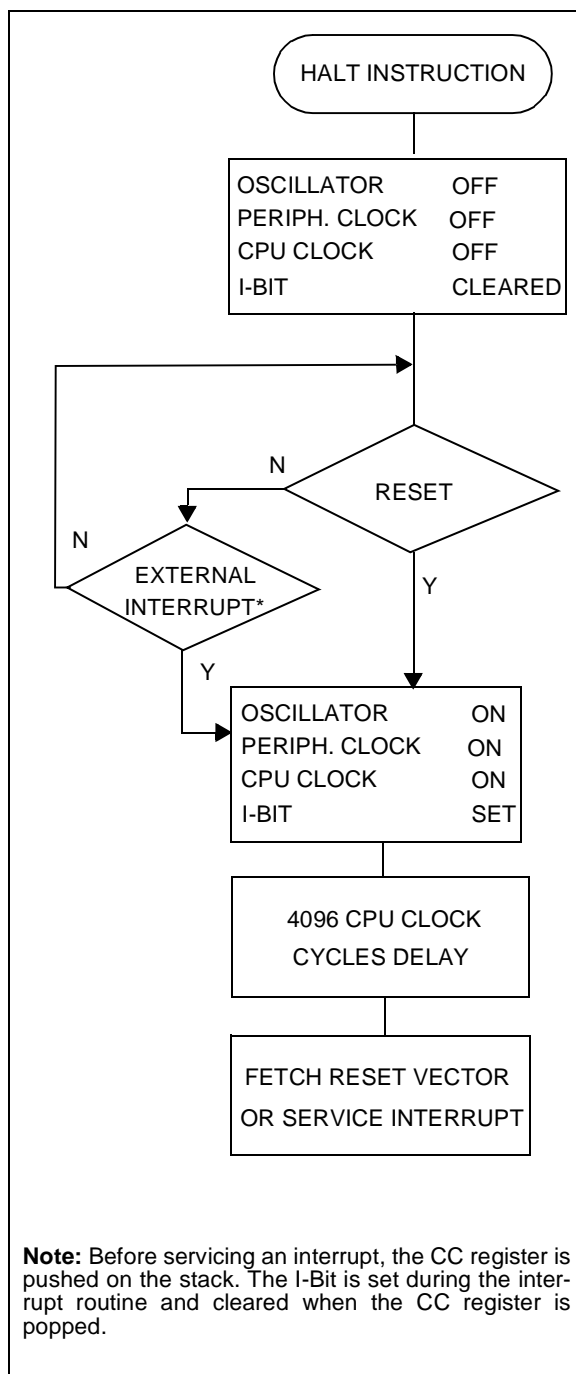 HALT INSTRUCTION
OSCILLATOR OFF
PERIPH. CLOCK OFF
CPU CLOCK OFF
I-BIT CLEARED
N
RESET
N
EXTERNAL
INTERRUPT*
Y
Y
OSCILLATOR ON
PERIPH. CLOCK ON
CPU CLOCK ON
I-BIT SET
4096 CPU CLOCK
CYCLES DELAY
FETCH RESET VECTOR
OR SERVICE INTERRUPT
Note: Before servicing an interrupt, the CC register is
pushed on the stack. The I-Bit is set during the inter-
rupt routine and cleared when the CC register is
popped.